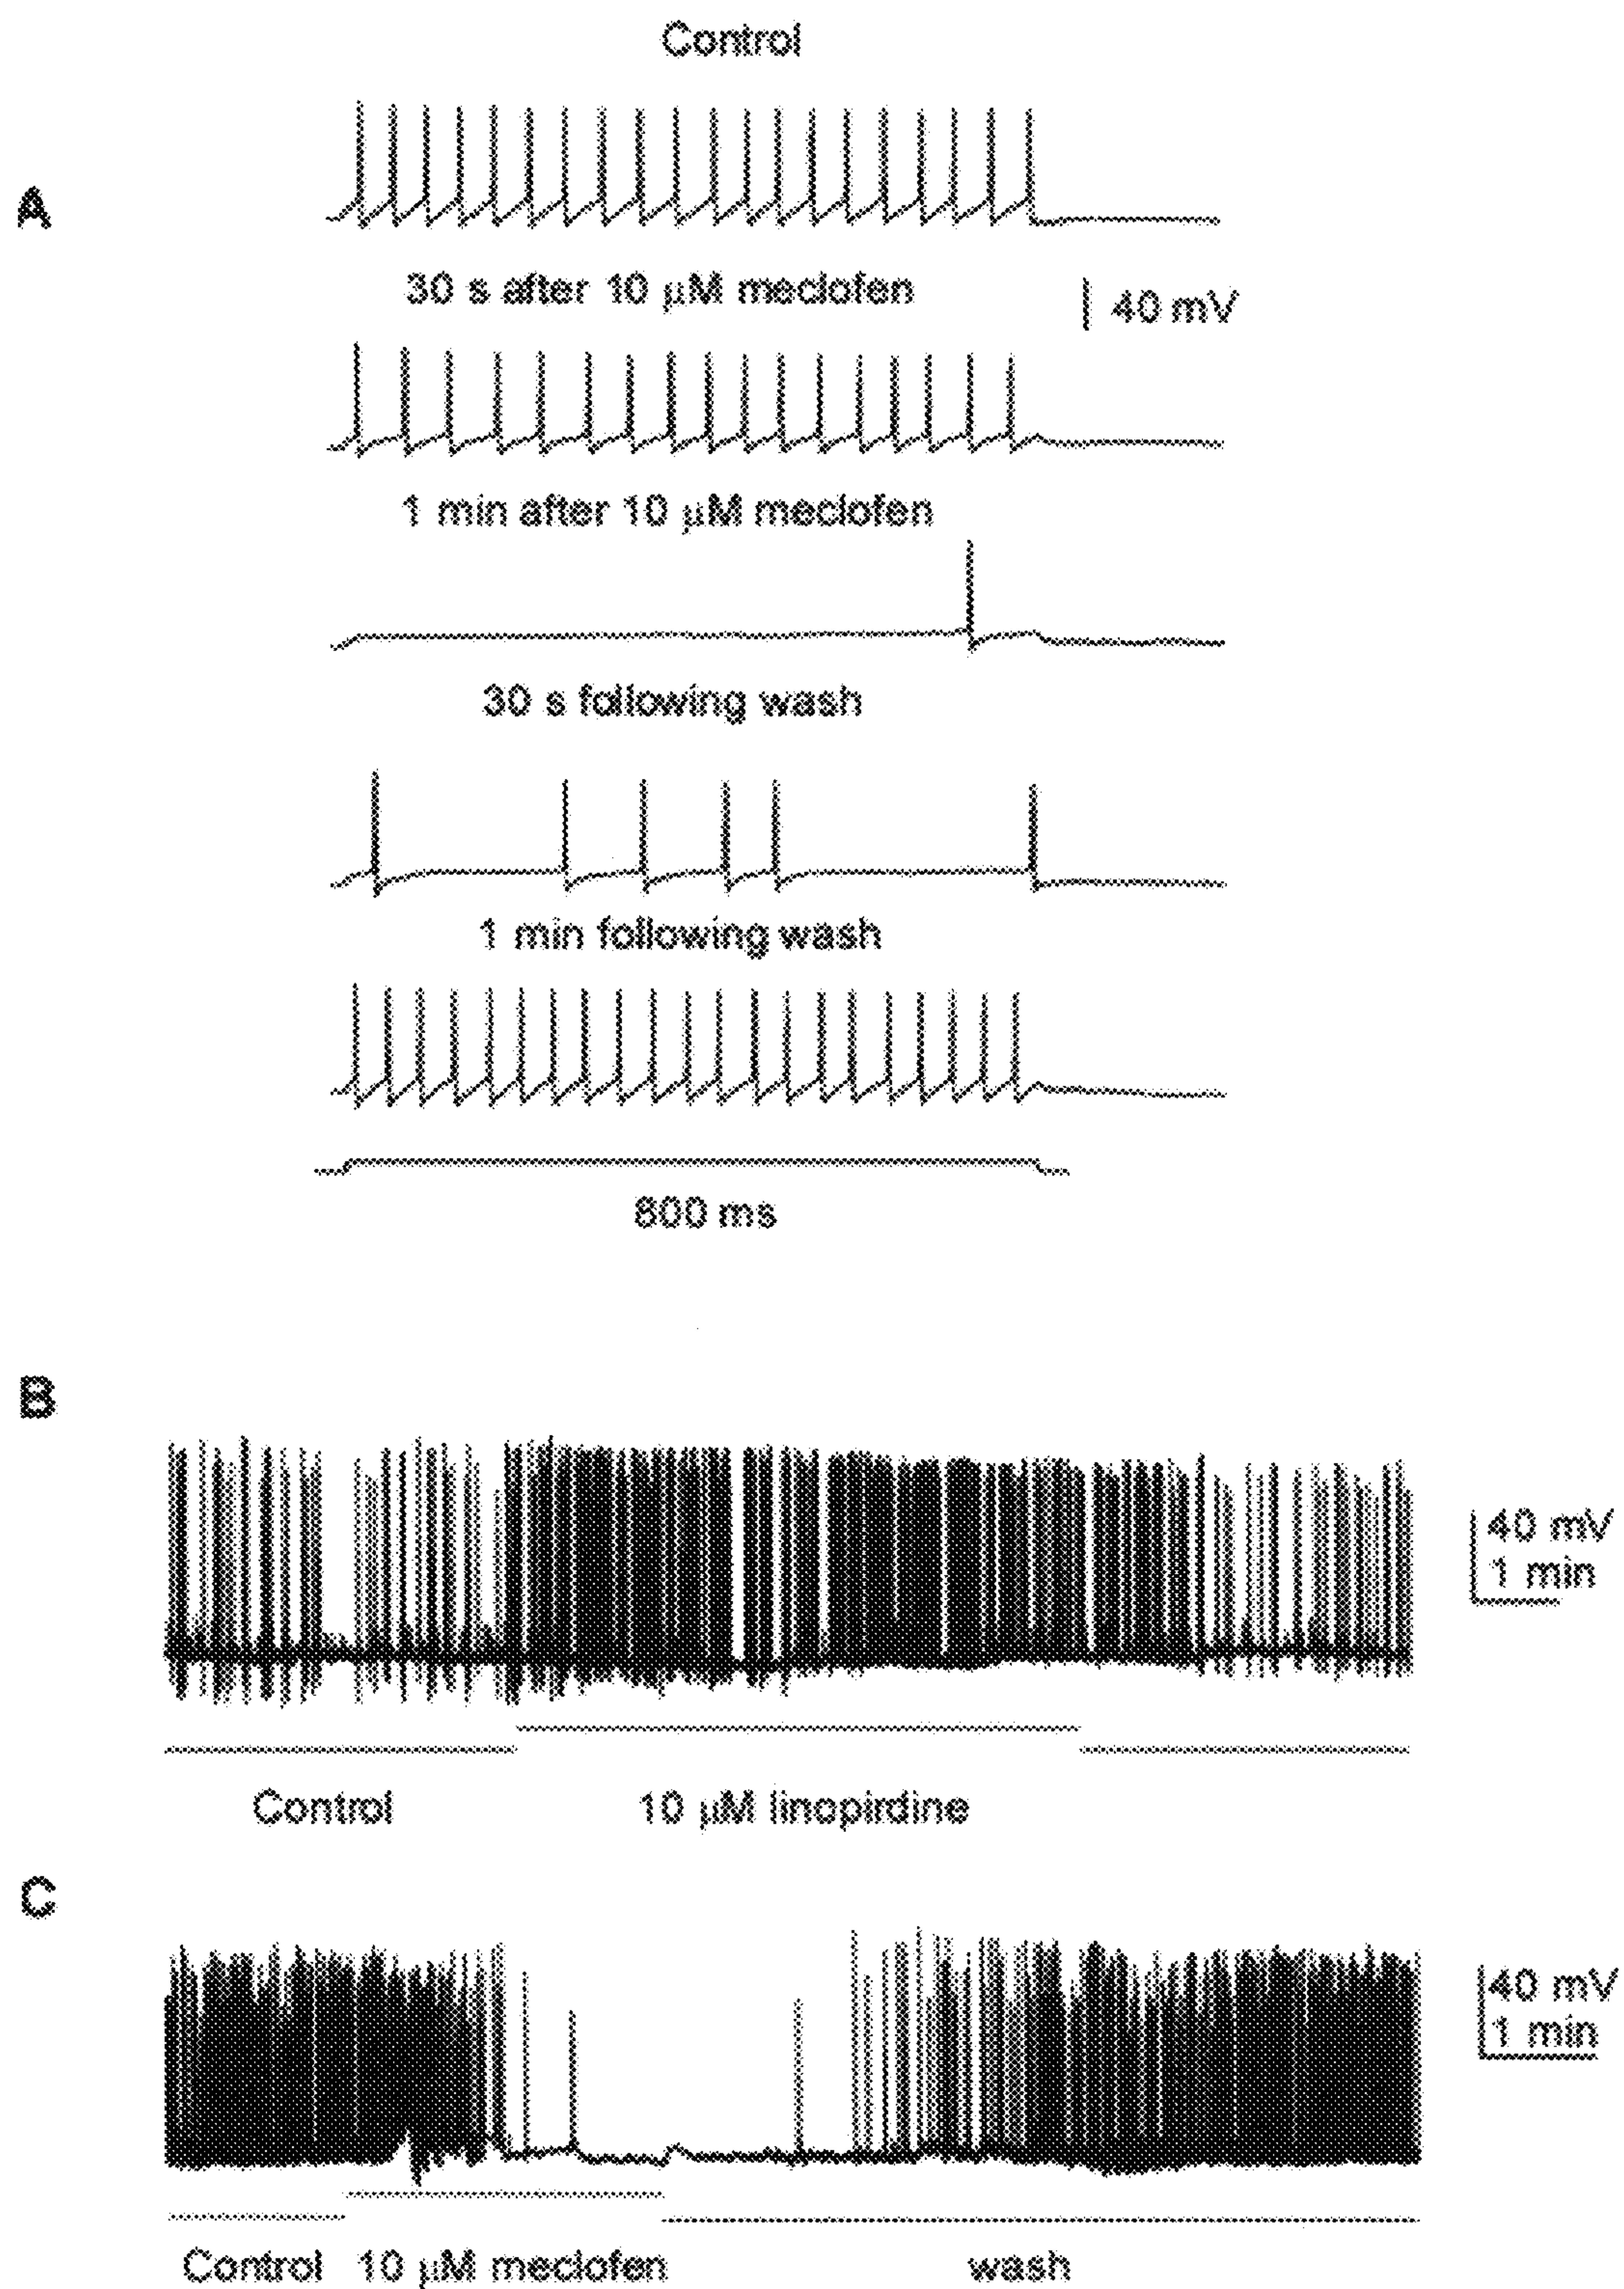 Control
A
30 s after 10 µM meclofen
40 mV
1 min after 10 µM meclofen
30 s following wash
1 min following wash
800 ms
B
40 mV
1 min
Control
10 µM linopirdine
C
40 mV
1 min
Control
10 µM meclofen
wash